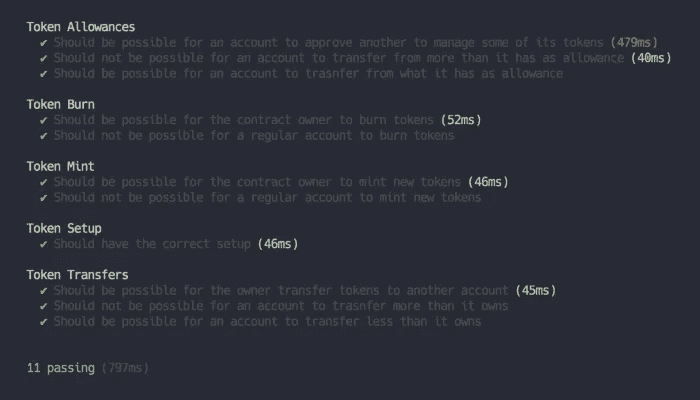 Token Allowances
✔ Should be possible for an account to approve another to manage some of its tokens (479ms)
✔ Should not be possible for an account to transfer from more than it has as allowance (40ms)
✔ Should be possible for an account to trasnfer from what it has as allowance
Token Burn
✔ Should be possible for the contract owner to burn tokens (52ms)
✔ Should not be possible for a regular account to burn tokens
Token Mint
✔ Should be possible for the contract owner to mint new tokens (46ms)
✔ Should not be possible for a regular account to mint new tokens
Token Setup
✔ Should have the correct setup (46ms)
Token Transfers
✔ Should be possible for the owner transfer tokens to another account (45ms)
✔ Should not be possible for an account to trasnfer more than it owns
✔ Should be possible for an account to transfer less than it owns
11 passing (797ms)